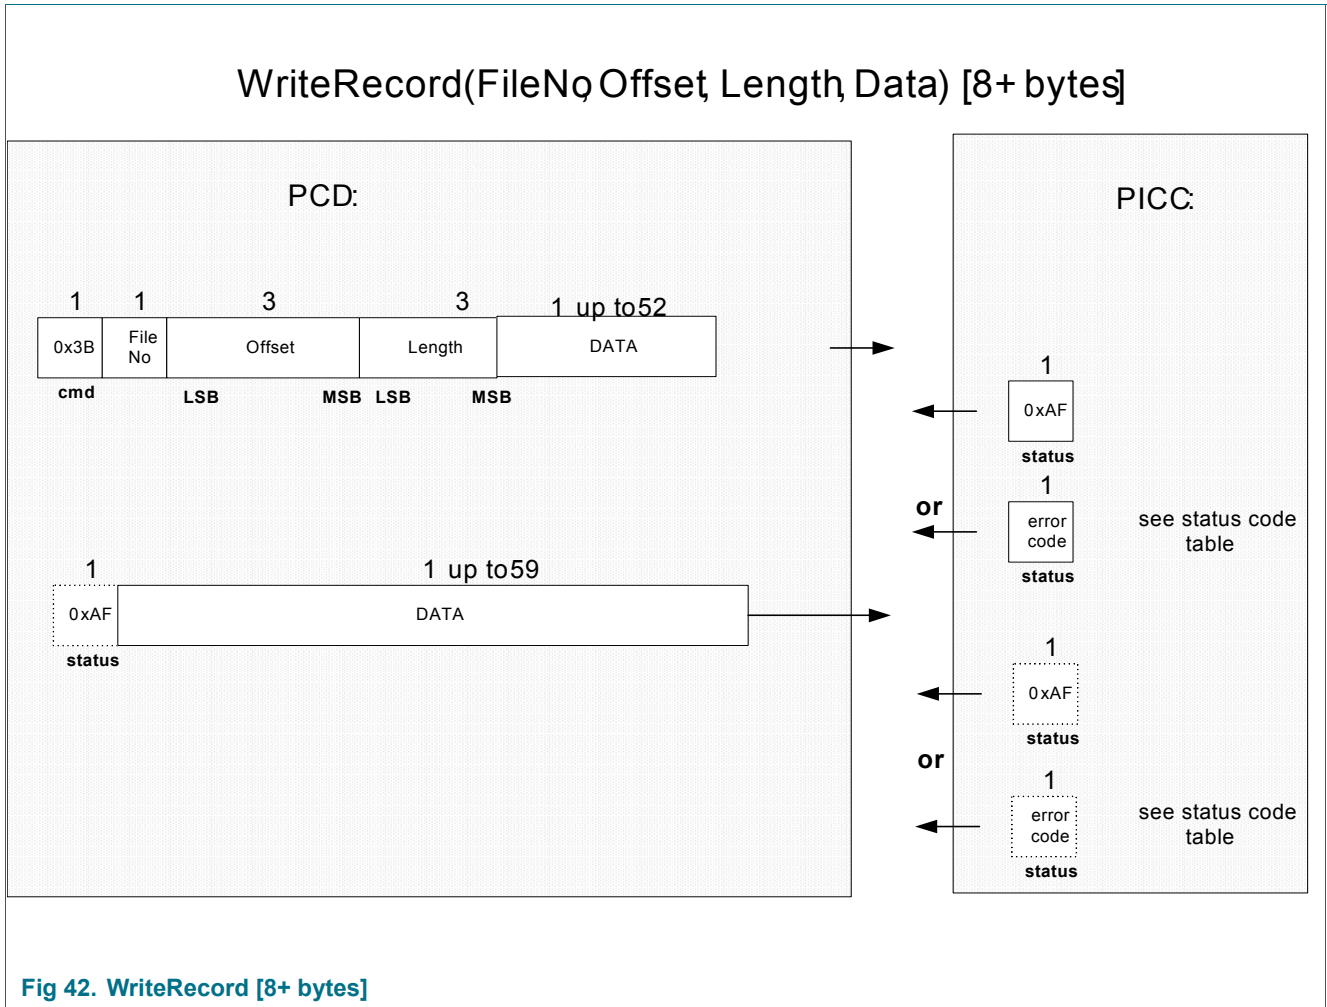 WriteRecord(FileNo, Offset, Length, Data) [8+ bytes]
PCD:
PICC:
1 1 3 3 1 up to 52
0x3B File No Offset Length DATA
cmd LSB MSB LSB MSB
1
0xAF
status
or
1
error
code
status
see status code
table
1 1 up to 59
0xAF DATA
status
1
0xAF
status
or
1
error
code
status
see status code
table
Fig 42. WriteRecord [8+ bytes]